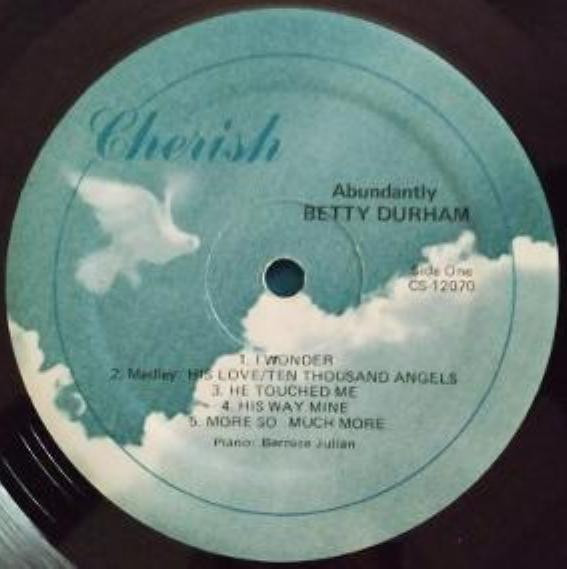 Cherish
Abundantly
BETTY DURHAM
Side One
CS-12070
1. I WONDER
2. Medley: HIS LOVE/TEN THOUSAND ANGELS
3. HE TOUCHED ME
4. HIS WAY MINE
5. MORE SO MUCH MORE
Piano: Bernice Julian